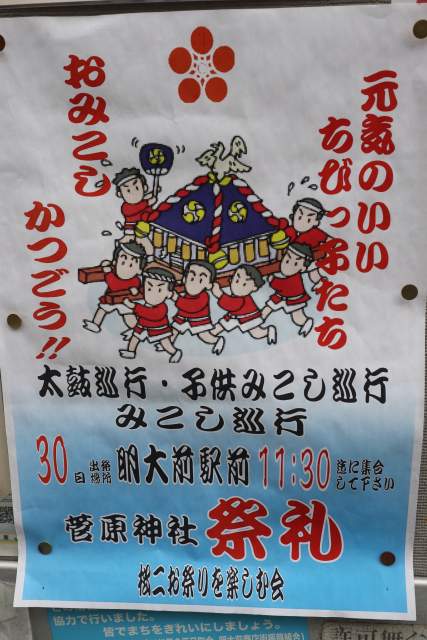 元気のいい
ちびっ子たち
おみこし
かつごう!!
太鼓巡行・子供みこし巡行
みこし巡行
30日 出発場所 明大前駅前 11:30 迄に集合して下さい
菅原神社 祭礼
松二お祭りを楽しむ会
協力で行いました。
皆でまちをきれいにしましょう。